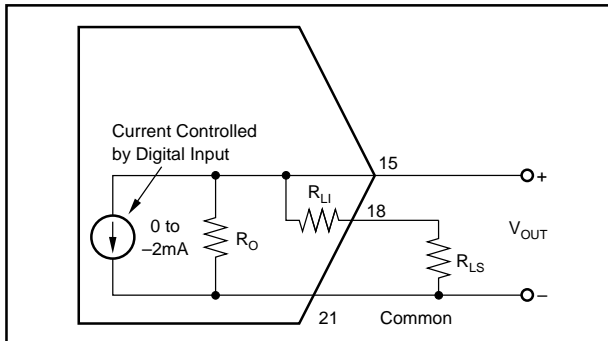 Current Controlled
by Digital Input
0 to
–2mA
R_O
R_LI
15
18
R_LS
V_OUT
+
–
21
Common